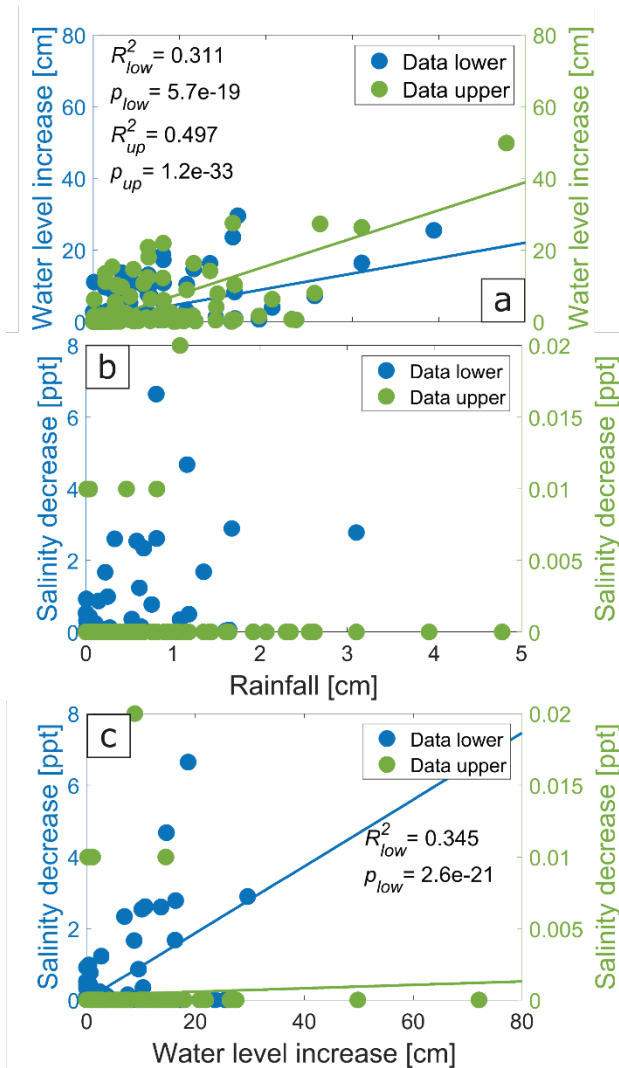 80
60
40
20
0
Water level increase [cm]
R²low = 0.311
plow = 5.7e-19
R²up = 0.497
pup = 1.2e-33
Data lower
Data upper
a
80
60
40
20
0
Water level increase [cm]
8
6
4
2
0
Salinity decrease [ppt]
b
Data lower
Data upper
0.02
0.015
0.01
0.005
0
Salinity decrease [ppt]
0 1 2 3 4 5
Rainfall [cm]
8
6
4
2
0
Salinity decrease [ppt]
c
Data lower
Data upper
R²low = 0.345
plow = 2.6e-21
0.02
0.015
0.01
0.005
0
Salinity decrease [ppt]
0 20 40 60 80
Water level increase [cm]